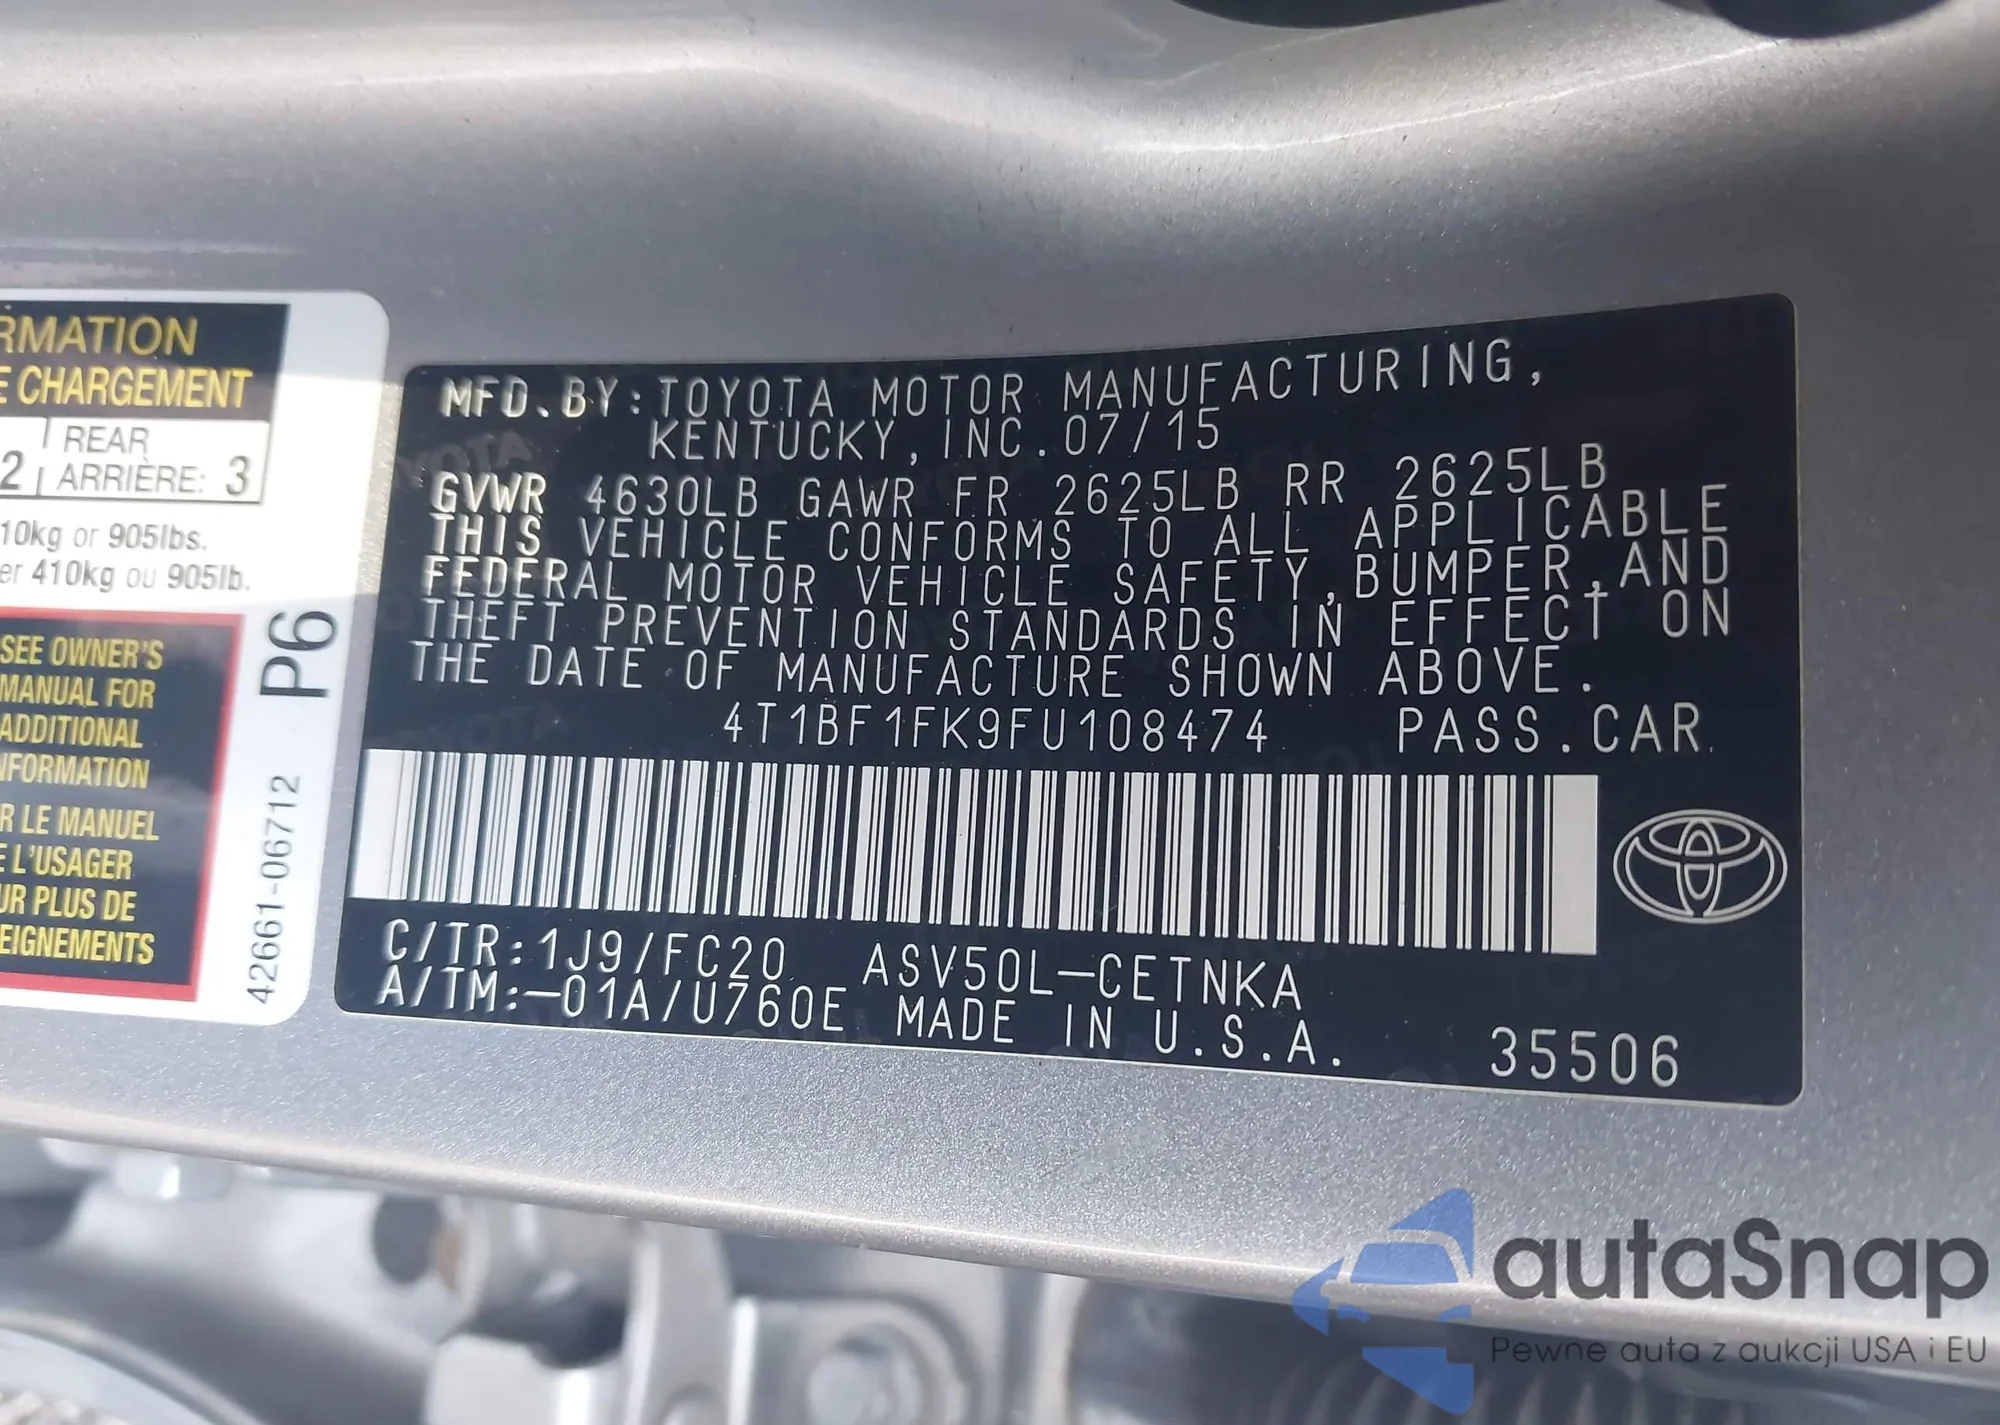 RMATION
E CHARGEMENT
2 | REAR
ARRIÈRE: 3
10kg or 905lbs.
er 410kg ou 905lb.
SEE OWNER'S
MANUAL FOR
ADDITIONAL
NFORMATION
R LE MANUEL
E L'USAGER
UR PLUS DE
EIGNEMENTS
P6
42661-06712
MFD.BY:TOYOTA MOTOR MANUFACTURING,
KENTUCKY,INC.07/15
GVWR 4630LB GAWR FR 2625LB RR 2625LB
THIS VEHICLE CONFORMS TO ALL APPLICABLE
FEDERAL MOTOR VEHICLE SAFETY,BUMPER,AND
THEFT PREVENTION STANDARDS IN EFFECT ON
THE DATE OF MANUFACTURE SHOWN ABOVE.
4T1BF1FK9FU108474 PASS.CAR
C/TR:1J9/FC20 ASV50L-CETNKA
A/TM:-01A/U760E MADE IN U.S.A. 35506
autaSnap
Pewne auta z aukcji USA i EU